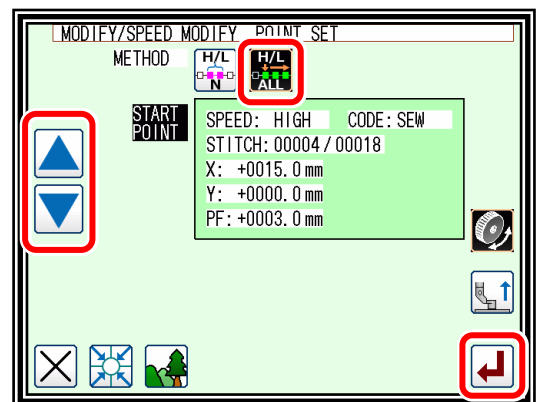 MODIFY/SPEED MODIFY POINT SET
METHOD
H/L N
H/L ALL
START POINT
SPEED: HIGH CODE: SEW
STITCH: 00004 / 00018
X: +0015.0 mm
Y: +0000.0 mm
PF: +0003.0 mm